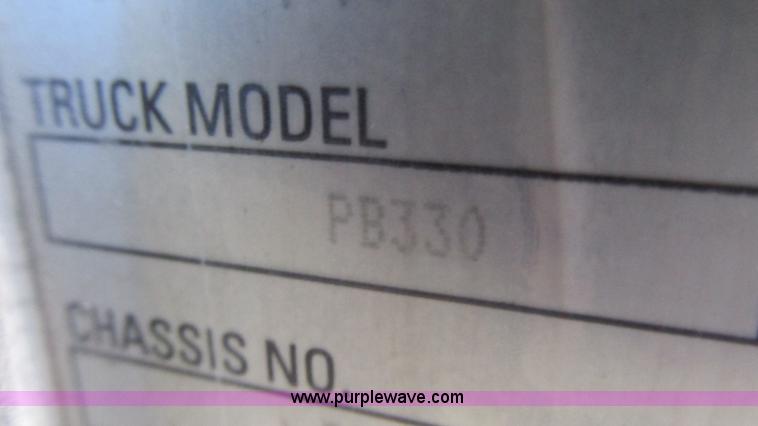 TRUCK MODEL
PB330
CHASSIS NO.
www.purplewave.com